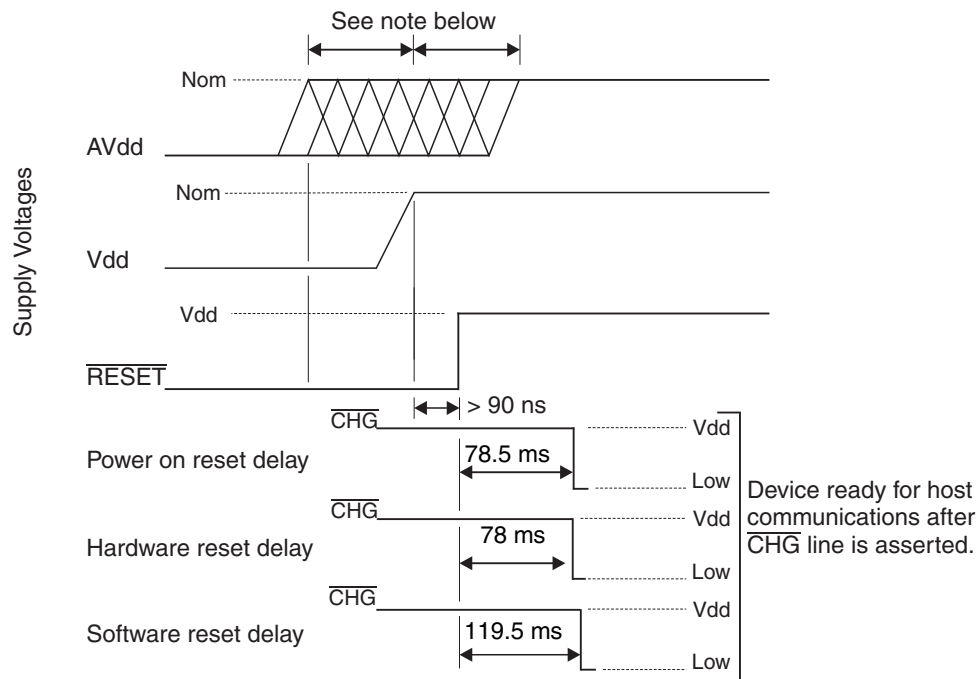 See note below
Nom
AVdd
Nom
Vdd
Vdd
RESET
> 90 ns
Supply Voltages
CHG
Vdd
Power on reset delay
78.5 ms
Low
CHG
Vdd
Hardware reset delay
78 ms
Low
CHG
Vdd
Software reset delay
119.5 ms
Low
Device ready for host
communications after
CHG line is asserted.